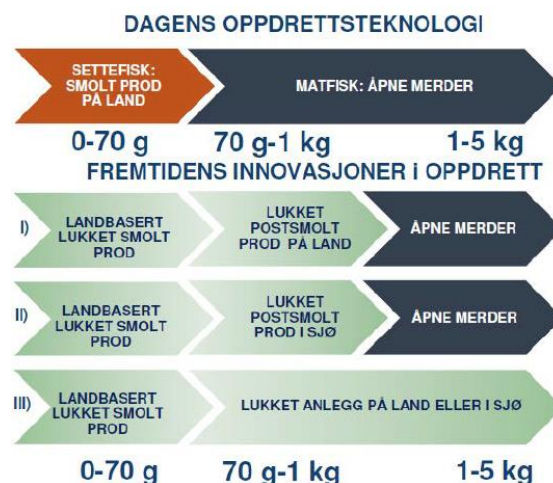 DAGENS OPPDRETTSTEKNOLOGI
SETTEFISK:
SMOLT PROD
PÅ LAND
MATFISK: ÅPNE MERDER
0-70 g
70 g-1 kg
1-5 kg
FREMTIDENS INNOVASJONER i OPPDRETT
I)
LANDBASERT
LUKKET SMOLT
PROD
LUKKET
POSTSMOLT
PROD PÅ LAND
ÅPNE MERDER
II)
LANDBASERT
LUKKET SMOLT
PROD
LUKKET
POSTSMOLT
PROD I SJØ
ÅPNE MERDER
III)
LANDBASERT
LUKKET SMOLT
PROD
LUKKET ANLEGG PÅ LAND ELLER I SJØ
0-70 g
70 g-1 kg
1-5 kg